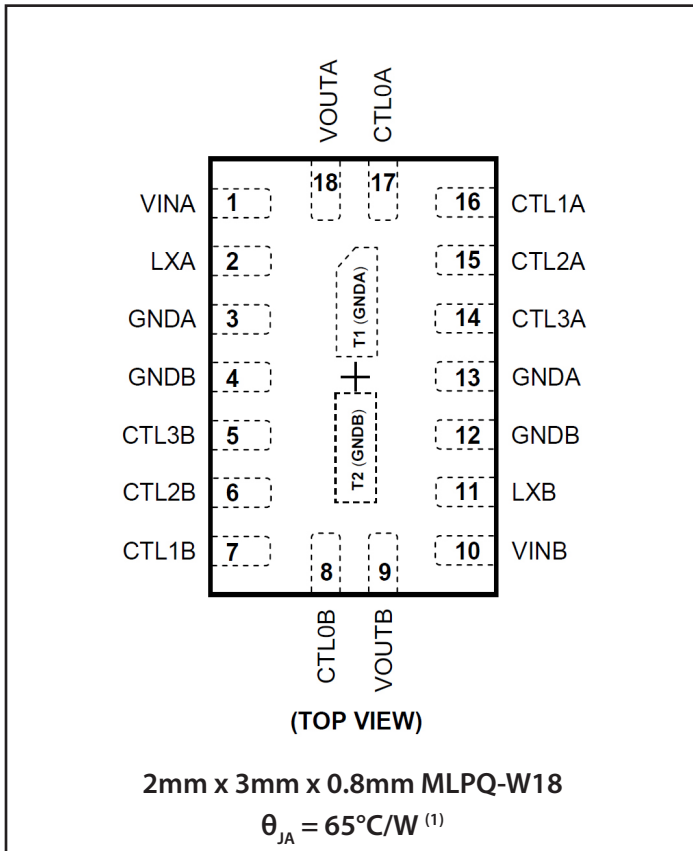 VOUTA
CTL0A
18
17
VINA 1
16 CTL1A
LXA 2
15 CTL2A
GNDA 3
14 CTL3A
T1 (GNDA)
GNDB 4
13 GNDA
CTL3B 5
12 GNDB
T2 (GNDB)
CTL2B 6
11 LXB
CTL1B 7
10 VINB
8
9
CTL0B
VOUTB
(TOP VIEW)
2mm x 3mm x 0.8mm MLPQ-W18
θJA = 65°C/W (1)